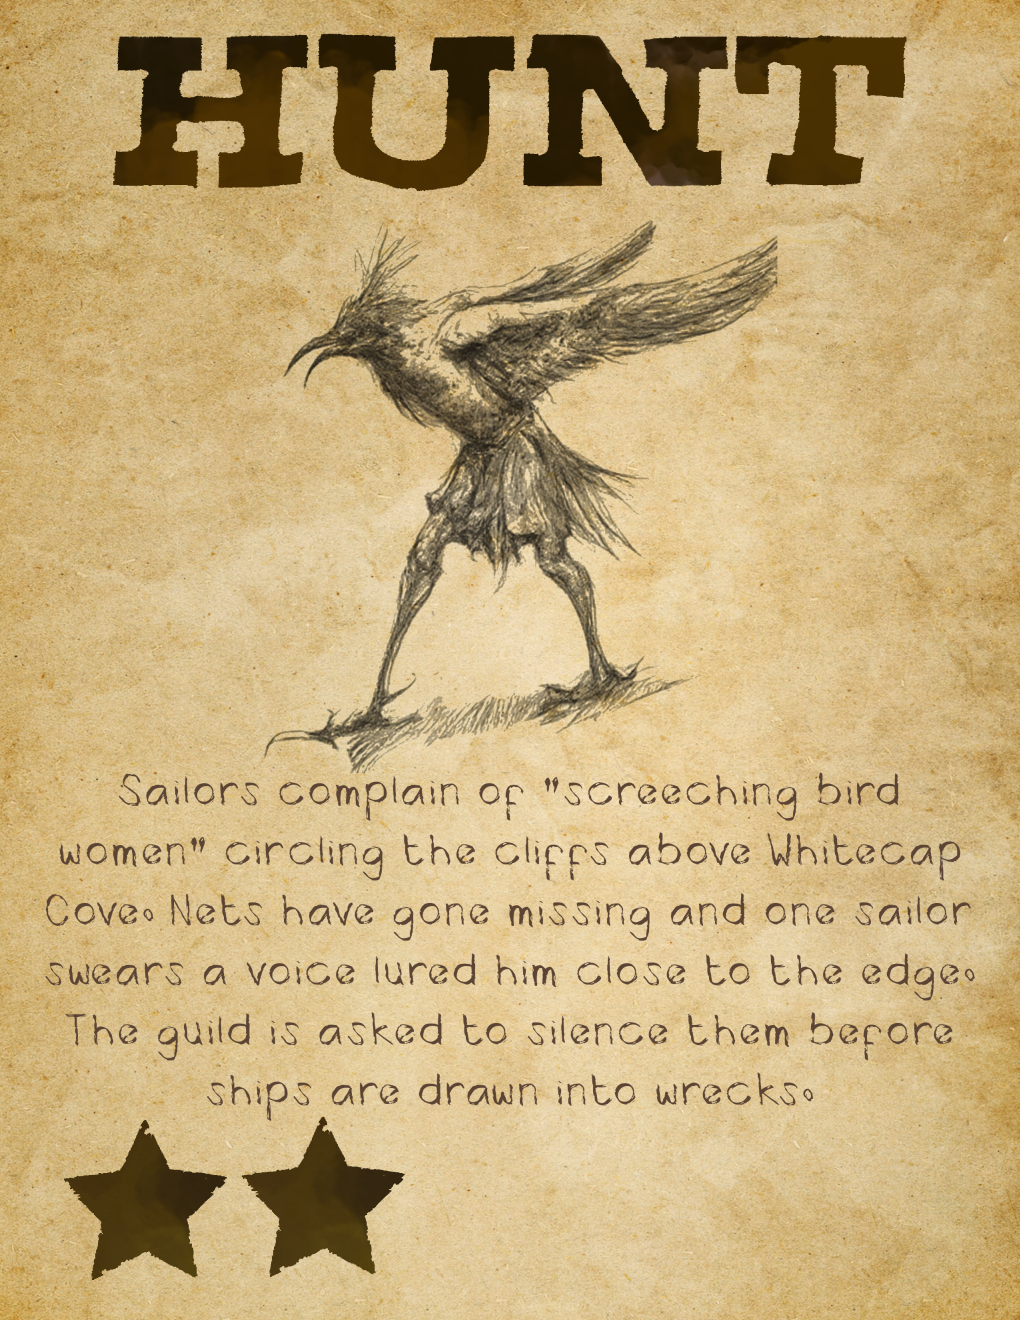 HUNT
Sailors complain of "screeching bird
women" circling the cliffs above Whitecap
Cove. Nets have gone missing and one sailor
swears a voice lured him close to the edge.
The guild is asked to silence them before
ships are drawn into wrecks.